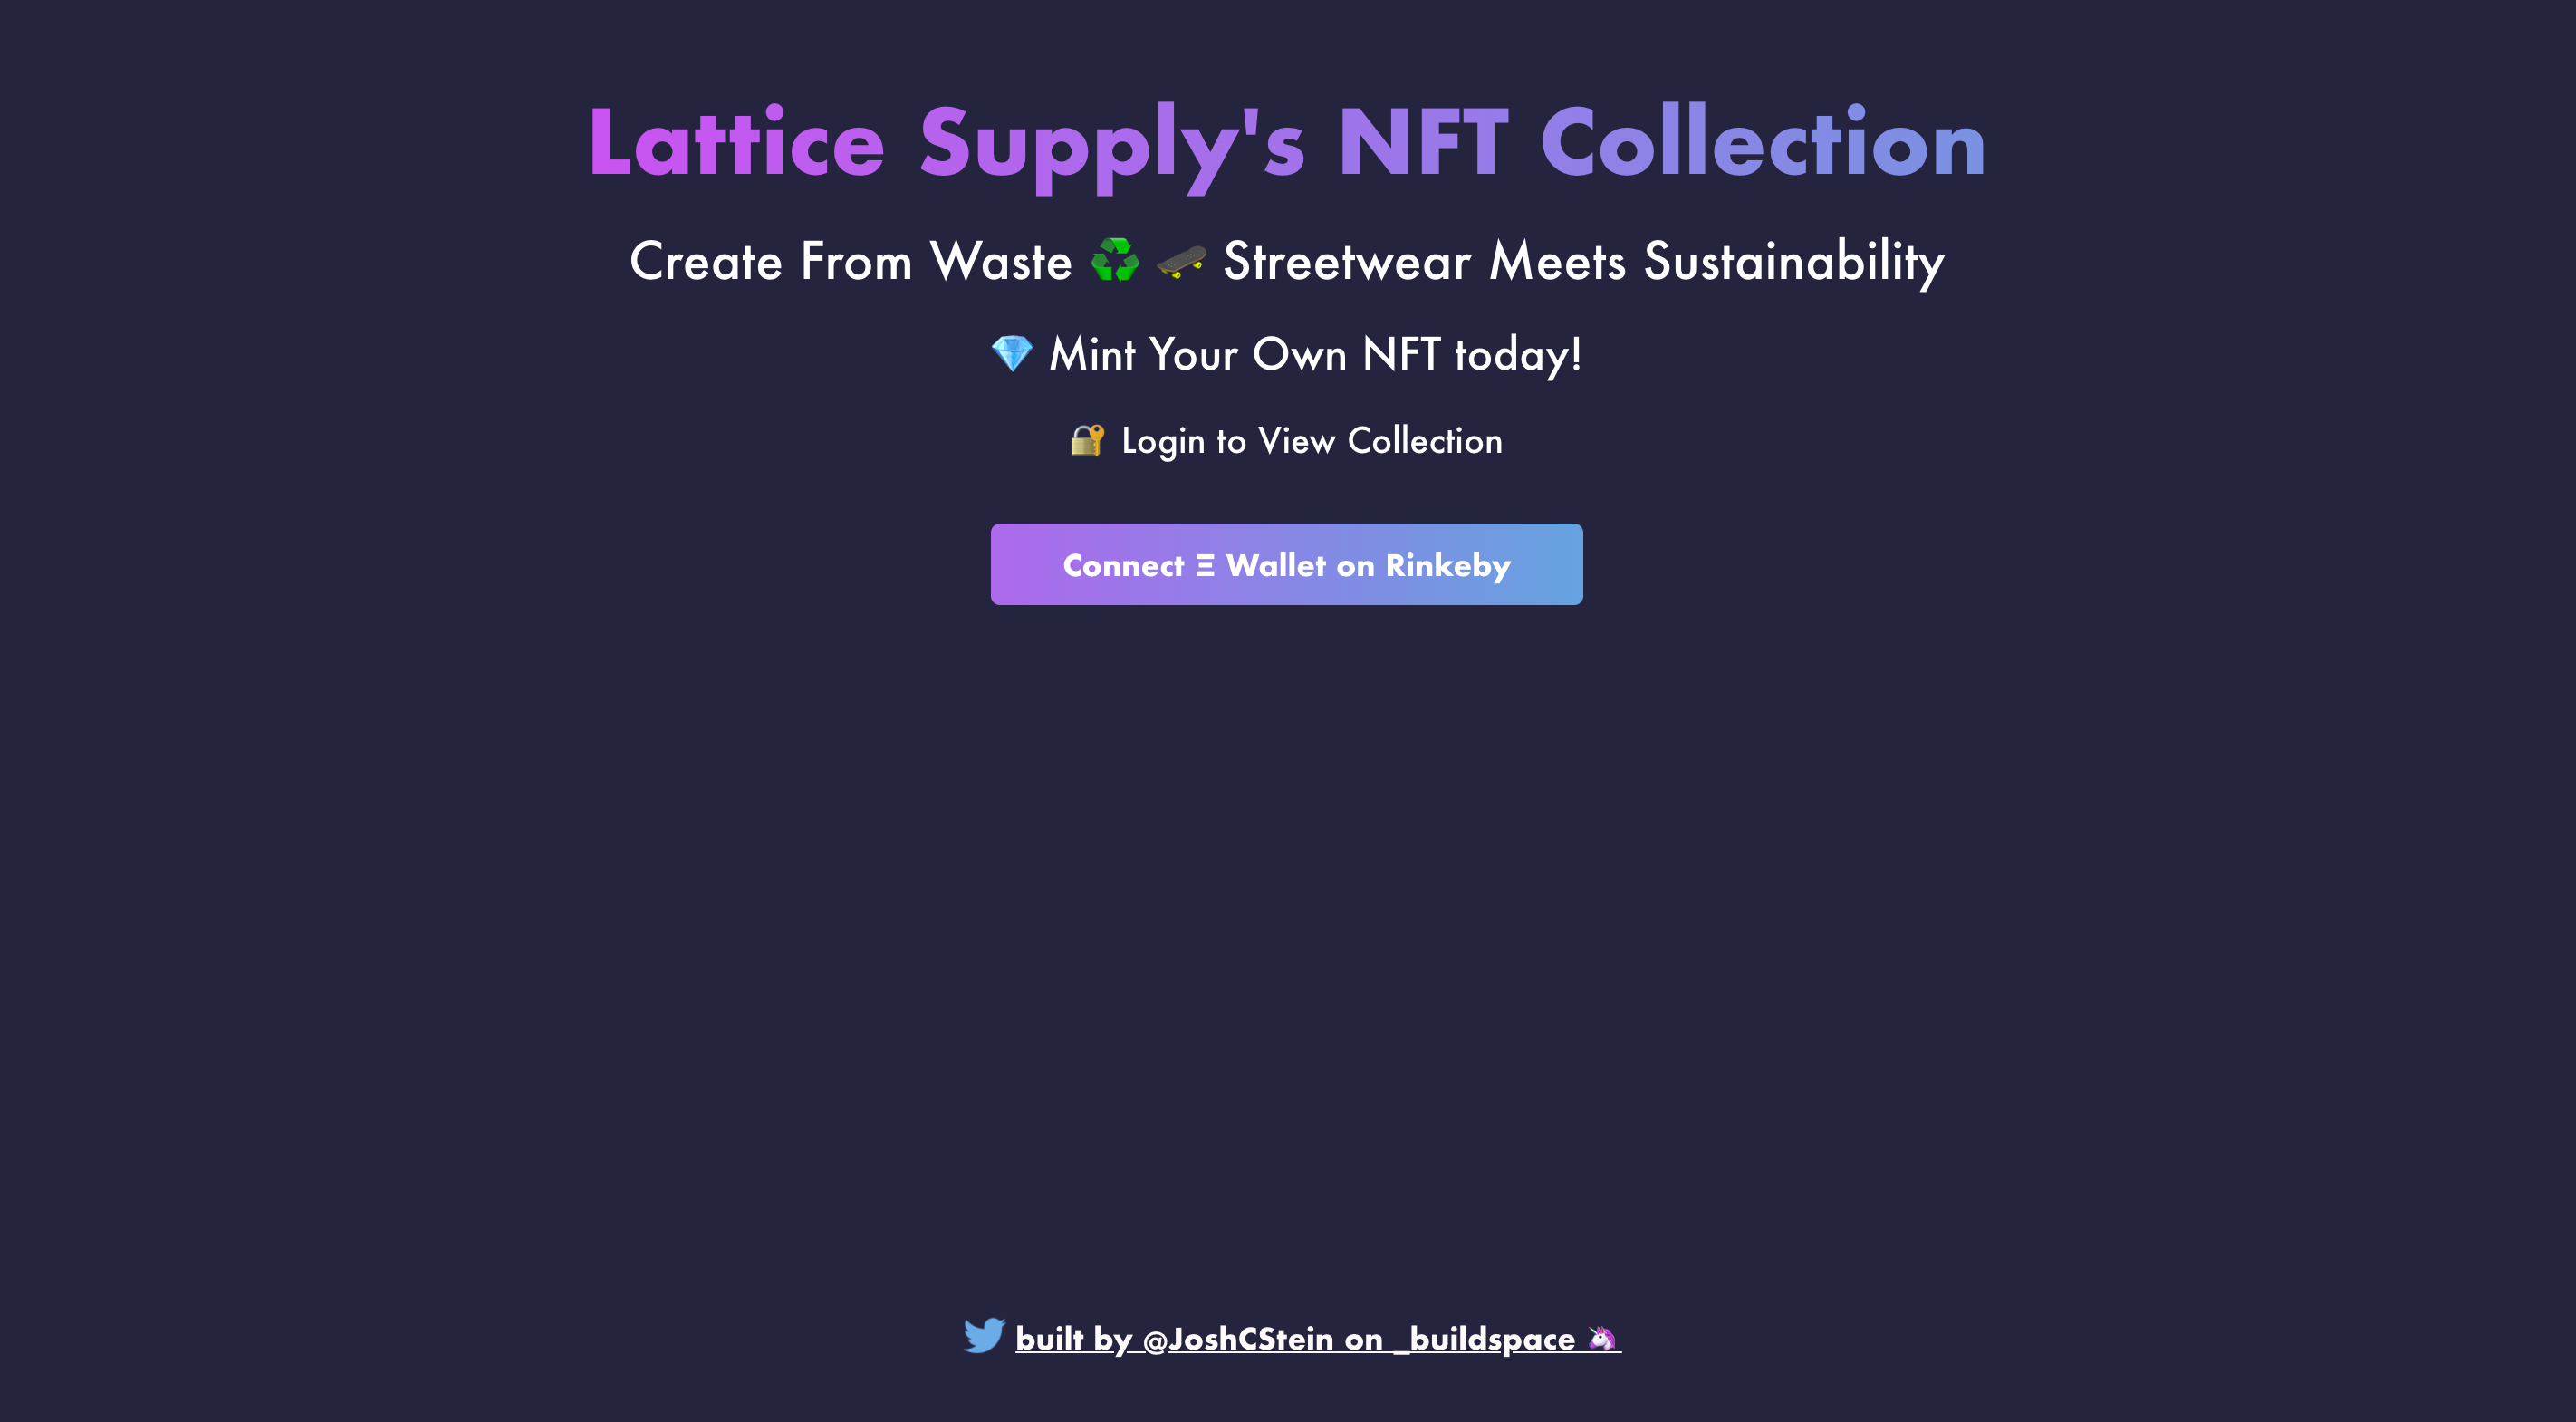 Lattice Supply's NFT Collection
Create From Waste ♻️ 🛹 Streetwear Meets Sustainability
💎 Mint Your Own NFT today!
🔐 Login to View Collection
Connect Ξ Wallet on Rinkeby
built by @JoshCStein on _buildspace 🦄